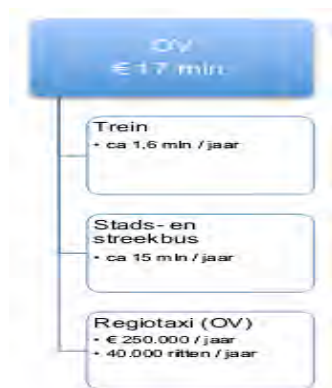 OV
€ 17 mln
Trein
• ca 1,6 mln / jaar
Stads- en
streekbus
• ca 15 mln / jaar
Regiotaxi (OV)
• € 250.000 / jaar
• 40.000 ritten / jaar